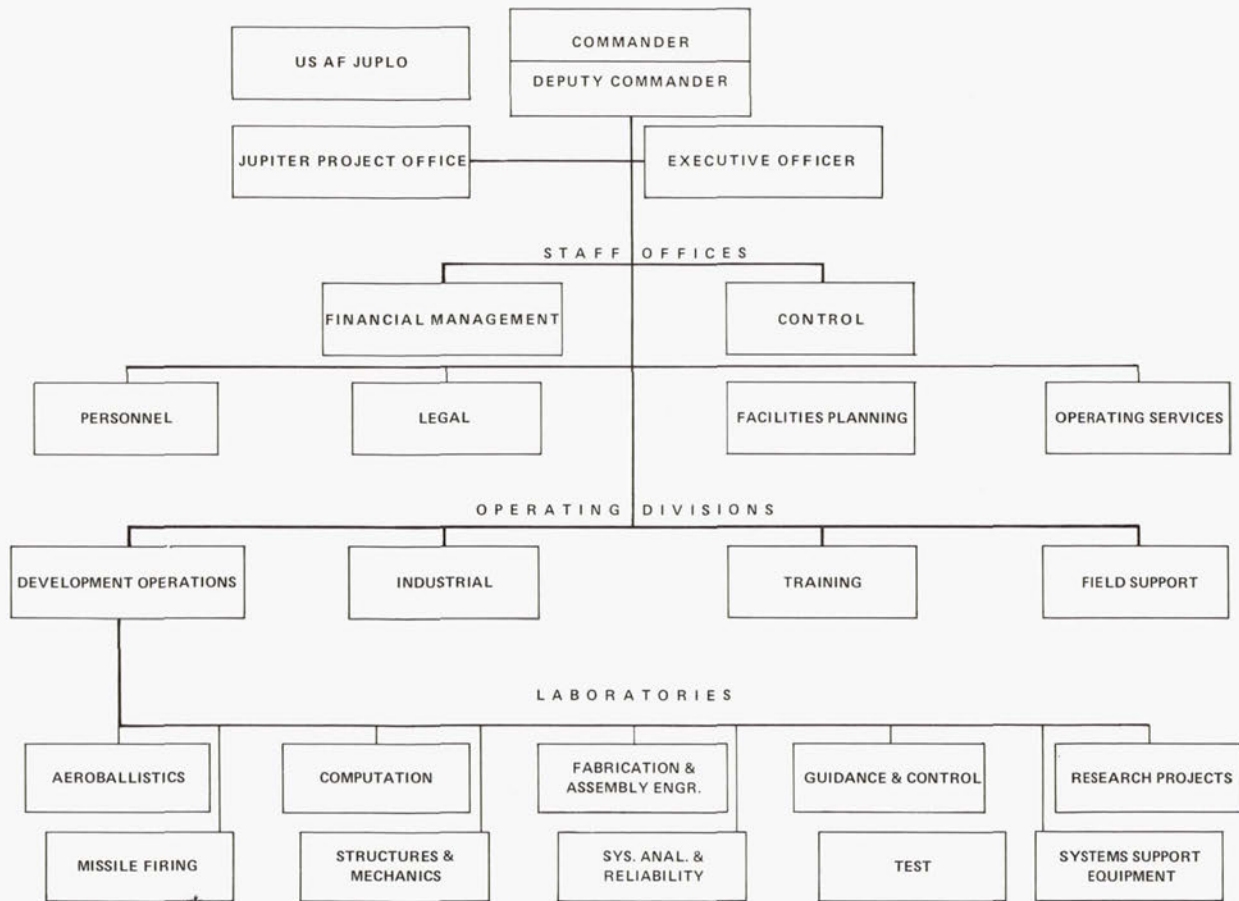 US AF JUPLO
COMMANDER
DEPUTY COMMANDER
JUPITER PROJECT OFFICE
EXECUTIVE OFFICER
STAFF OFFICES
FINANCIAL MANAGEMENT
CONTROL
PERSONNEL
LEGAL
FACILITIES PLANNING
OPERATING SERVICES
OPERATING DIVISIONS
DEVELOPMENT OPERATIONS
INDUSTRIAL
TRAINING
FIELD SUPPORT
LABORATORIES
AEROBALLISTICS
COMPUTATION
FABRICATION &
ASSEMBLY ENGR.
GUIDANCE & CONTROL
RESEARCH PROJECTS
MISSILE FIRING
STRUCTURES &
MECHANICS
SYS. ANAL. &
RELIABILITY
TEST
SYSTEMS SUPPORT
EQUIPMENT